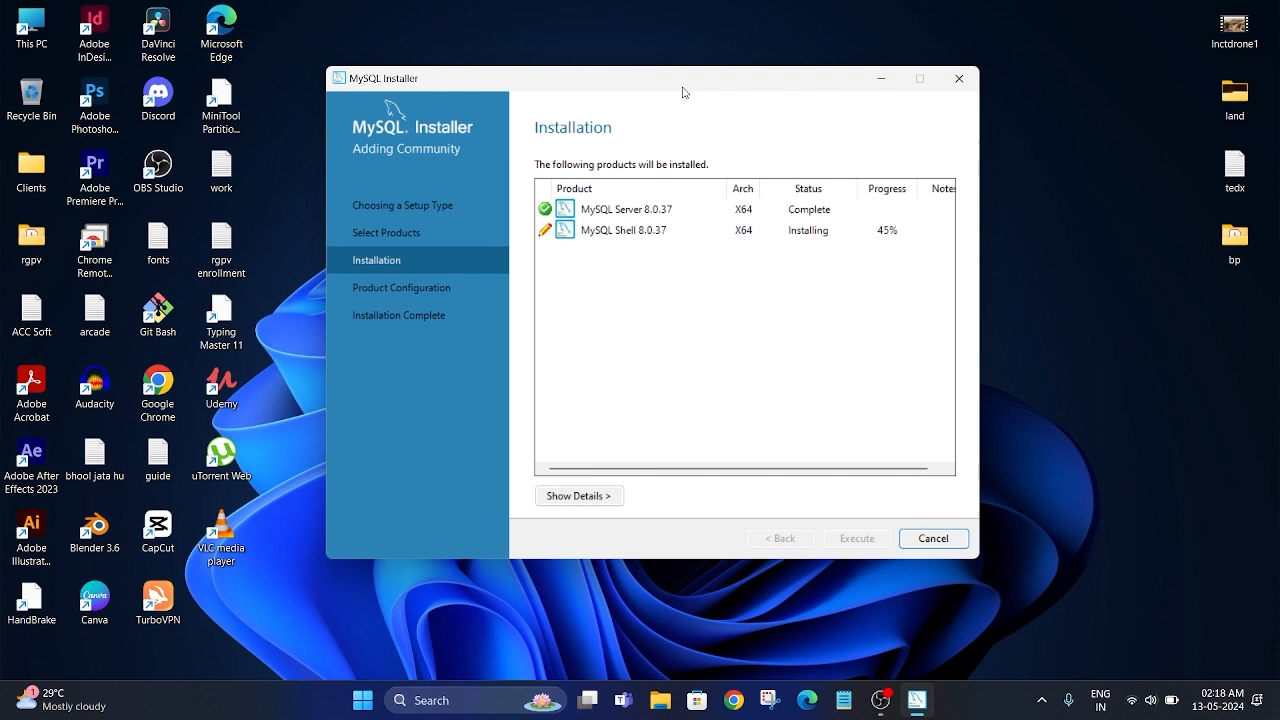 This PC
Adobe
InDesi...
DaVinci
Resolve
Microsoft
Edge
Recycle Bin
Ps
Adobe
Photosho...
Discord
MiniTool
Partitio...
Clients
Pr
Adobe
Premiere P...
OBS Studio
work
rgpv
Chrome
Remot...
fonts
rgpv
enrollment
ACC Soft
arcade
Git Bash
Typing
Master 11
Adobe
Acrobat
Audacity
Google
Chrome
Udemy
Ae
Adobe After
Effects 2023
bhool jata hu
guide
uTorrent Web
Ai
Adobe
Illustrat...
Blender 3.6
Capcut
VLC media
player
HandBrake
Canva
Canva
TurboVPN
lnctdrone1
land
tedx
bp
MySQL Installer
MySQL. Installer
Adding Community
Choosing a Setup Type
Select Products
Installation
Product Configuration
Installation Complete
Installation
The following products will be installed.
Product Arch Status Progress Notes
MySQL Server 8.0.37 X64 Complete
MySQL Shell 8.0.37 X64 Installing 45%
Show Details >
< Back Execute Cancel
1
29°C
Mostly cloudy
Search
ENG
IN
02:18 AM
13-05-2024